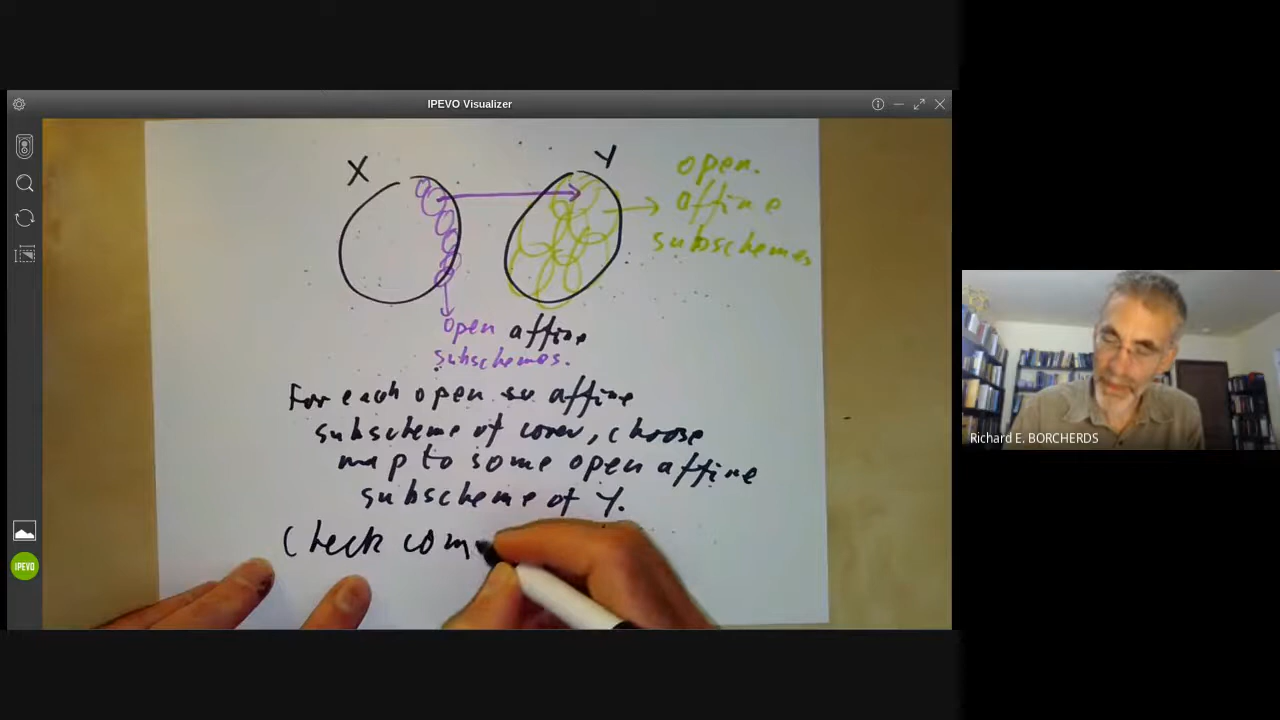 IPEVO Visualizer
X
Y
open.
affine
subschemes
open affine
subschemes.
For each open su affine
subscheme of cover, choose
map to some open affine
subscheme of Y.
Check com
Richard E. BORCHERDS
IPEVO